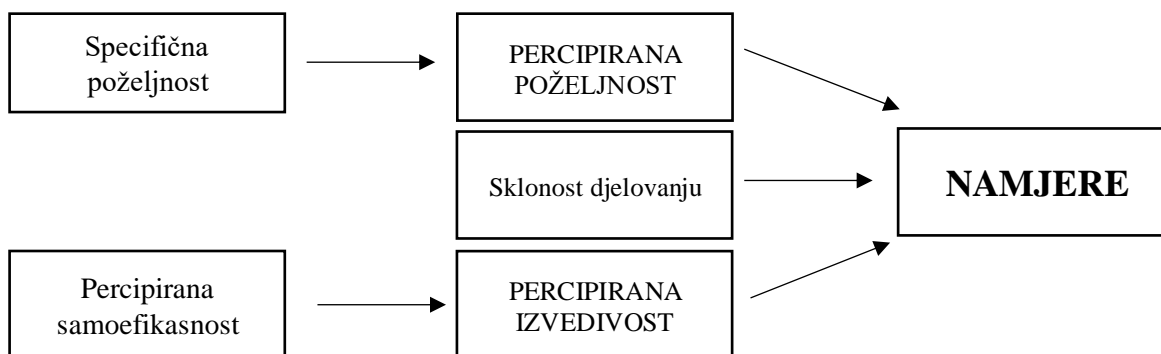 Specifična
poželjnost
PERCIPIRANA
POŽELJNOST
Sklonost djelovanju
NAMJERE
Percipirana
samoefikasnost
PERCIPIRANA
IZVEDIVOST